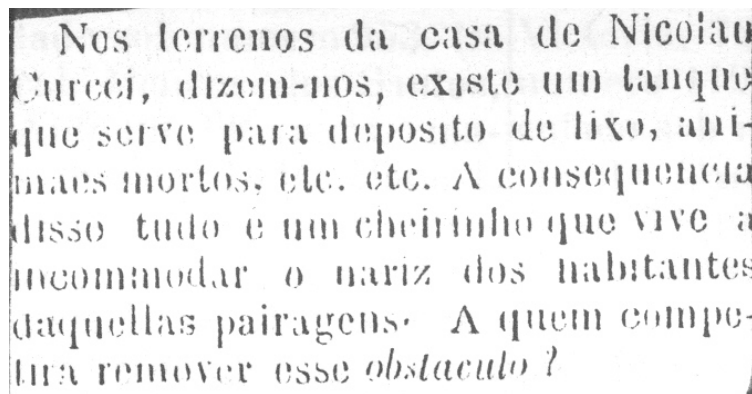 Nos terrenos da casa de Nicolau
Curcci, dizem-nos, existe um tanque
que serve para deposito de lixo, ani-
maes mortos, etc. etc. A consequencia
disso tudo é um cheirinho que vive a
incommodar o nariz dos habitantes
daquellas pairagens. A quem compe-
tira remover esse obstaculo?